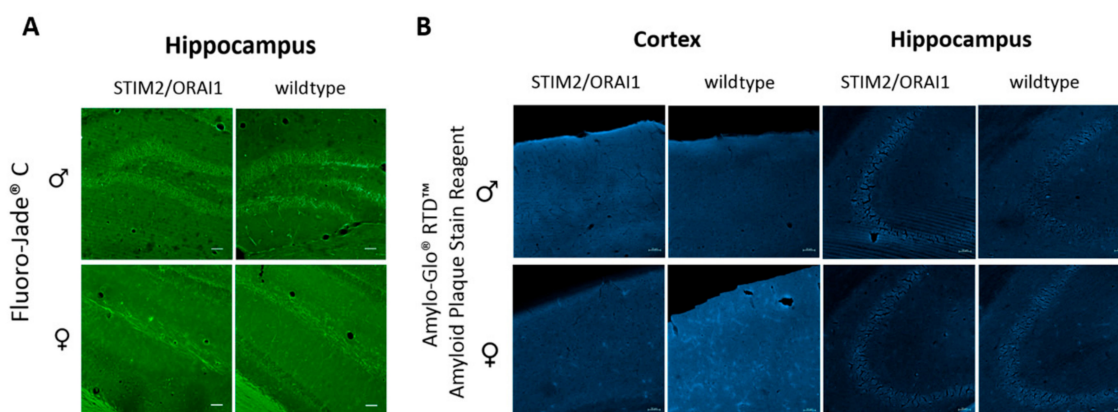 A
Hippocampus
STIM2/ORAI1 wildtype
Fluoro-Jade® C
♂
♀
B
Cortex Hippocampus
STIM2/ORAI1 wildtype STIM2/ORAI1 wildtype
Amylo-Glo® RTD™
Amyloid Plaque Stain Reagent
♂
♀